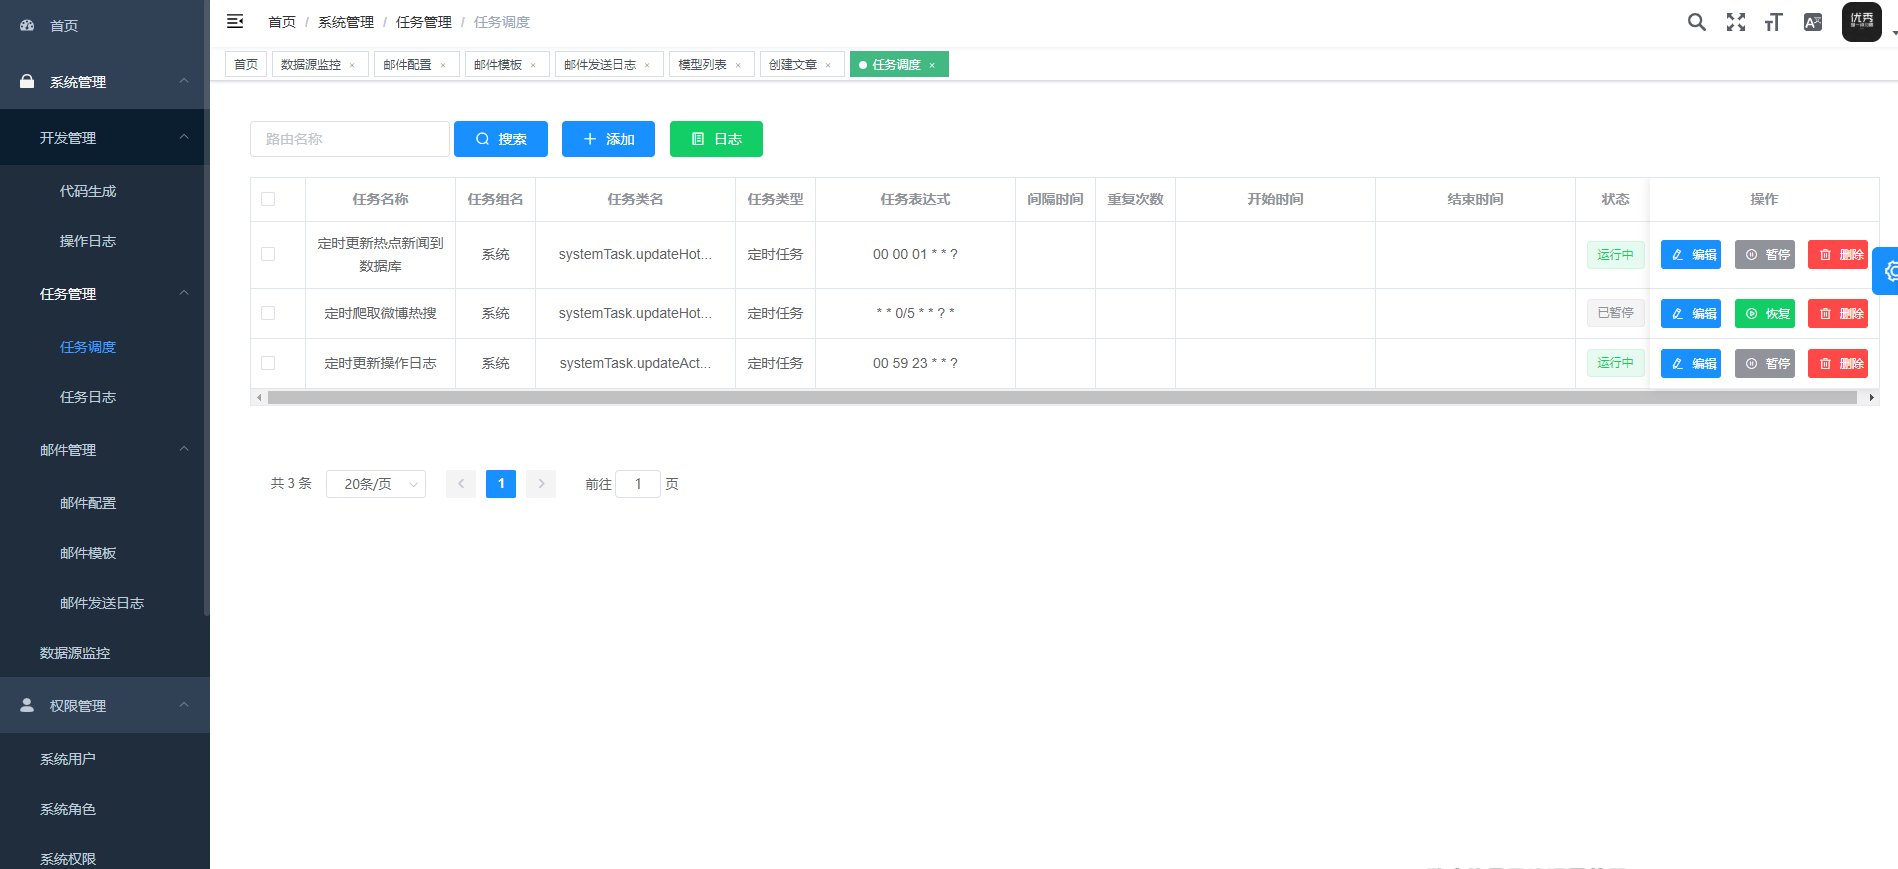 首页
系统管理
开发管理
代码生成
操作日志
任务管理
任务调度
任务日志
邮件管理
邮件配置
邮件模板
邮件发送日志
数据源监控
权限管理
系统用户
系统角色
系统权限
首页 / 系统管理 / 任务管理 / 任务调度
优秀
首页 数据源监控 × 邮件配置 × 邮件模板 × 邮件发送日志 × 模型列表 × 创建文章 × 任务调度 ×
路由名称 搜索 添加 日志
任务名称 任务组名 任务类名 任务类型 任务表达式 间隔时间 重复次数 开始时间 结束时间 状态 操作
定时更新热点新闻到数据库 系统 systemTask.updateHot... 定时任务 00 00 01 * * ? 运行中 编辑 暂停 删除
定时爬取微博热搜 系统 systemTask.updateHot... 定时任务 * * 0/5 * * ? * 已暂停 编辑 恢复 删除
定时更新操作日志 系统 systemTask.updateAct... 定时任务 00 59 23 * * ? 运行中 编辑 暂停 删除
共 3 条 20条/页 1 前往 1 页